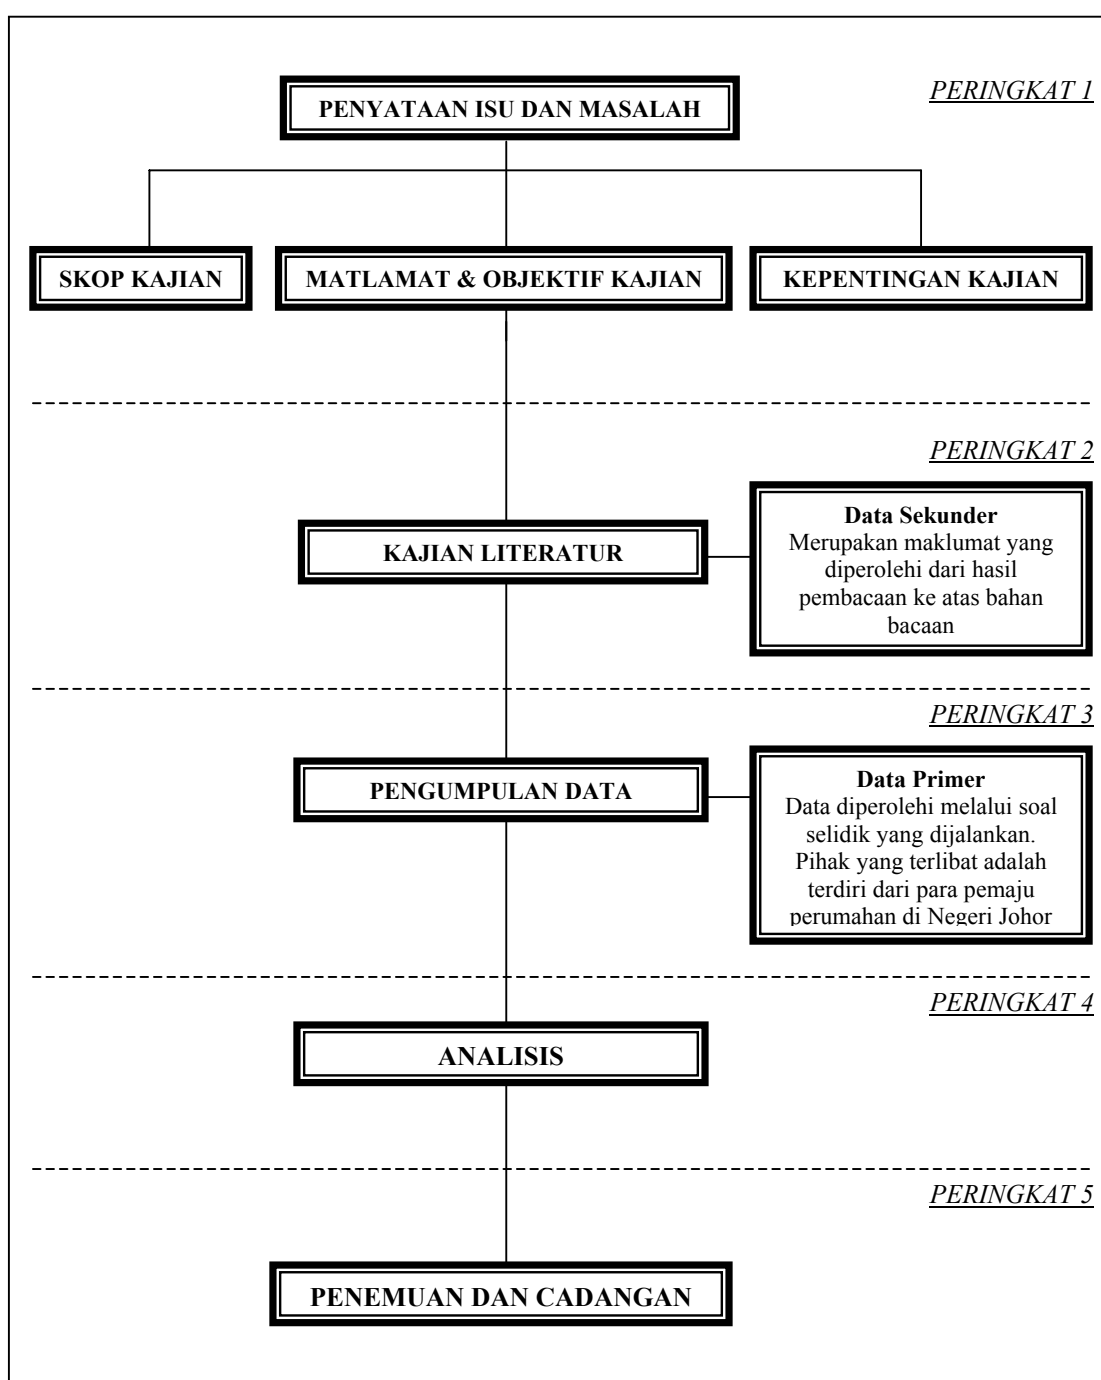 PERINGKAT 1
PENYATAAN ISU DAN MASALAH
SKOP KAJIAN
MATLAMAT & OBJEKTIF KAJIAN
KEPENTINGAN KAJIAN
PERINGKAT 2
KAJIAN LITERATUR
Data Sekunder
Merupakan maklumat yang
diperolehi dari hasil
pembacaan ke atas bahan
bacaan
PERINGKAT 3
PENGUMPULAN DATA
Data Primer
Data diperolehi melalui soal
selidik yang dijalankan.
Pihak yang terlibat adalah
terdiri dari para pemaju
perumahan di Negeri Johor
PERINGKAT 4
ANALISIS
PERINGKAT 5
PENEMUAN DAN CADANGAN